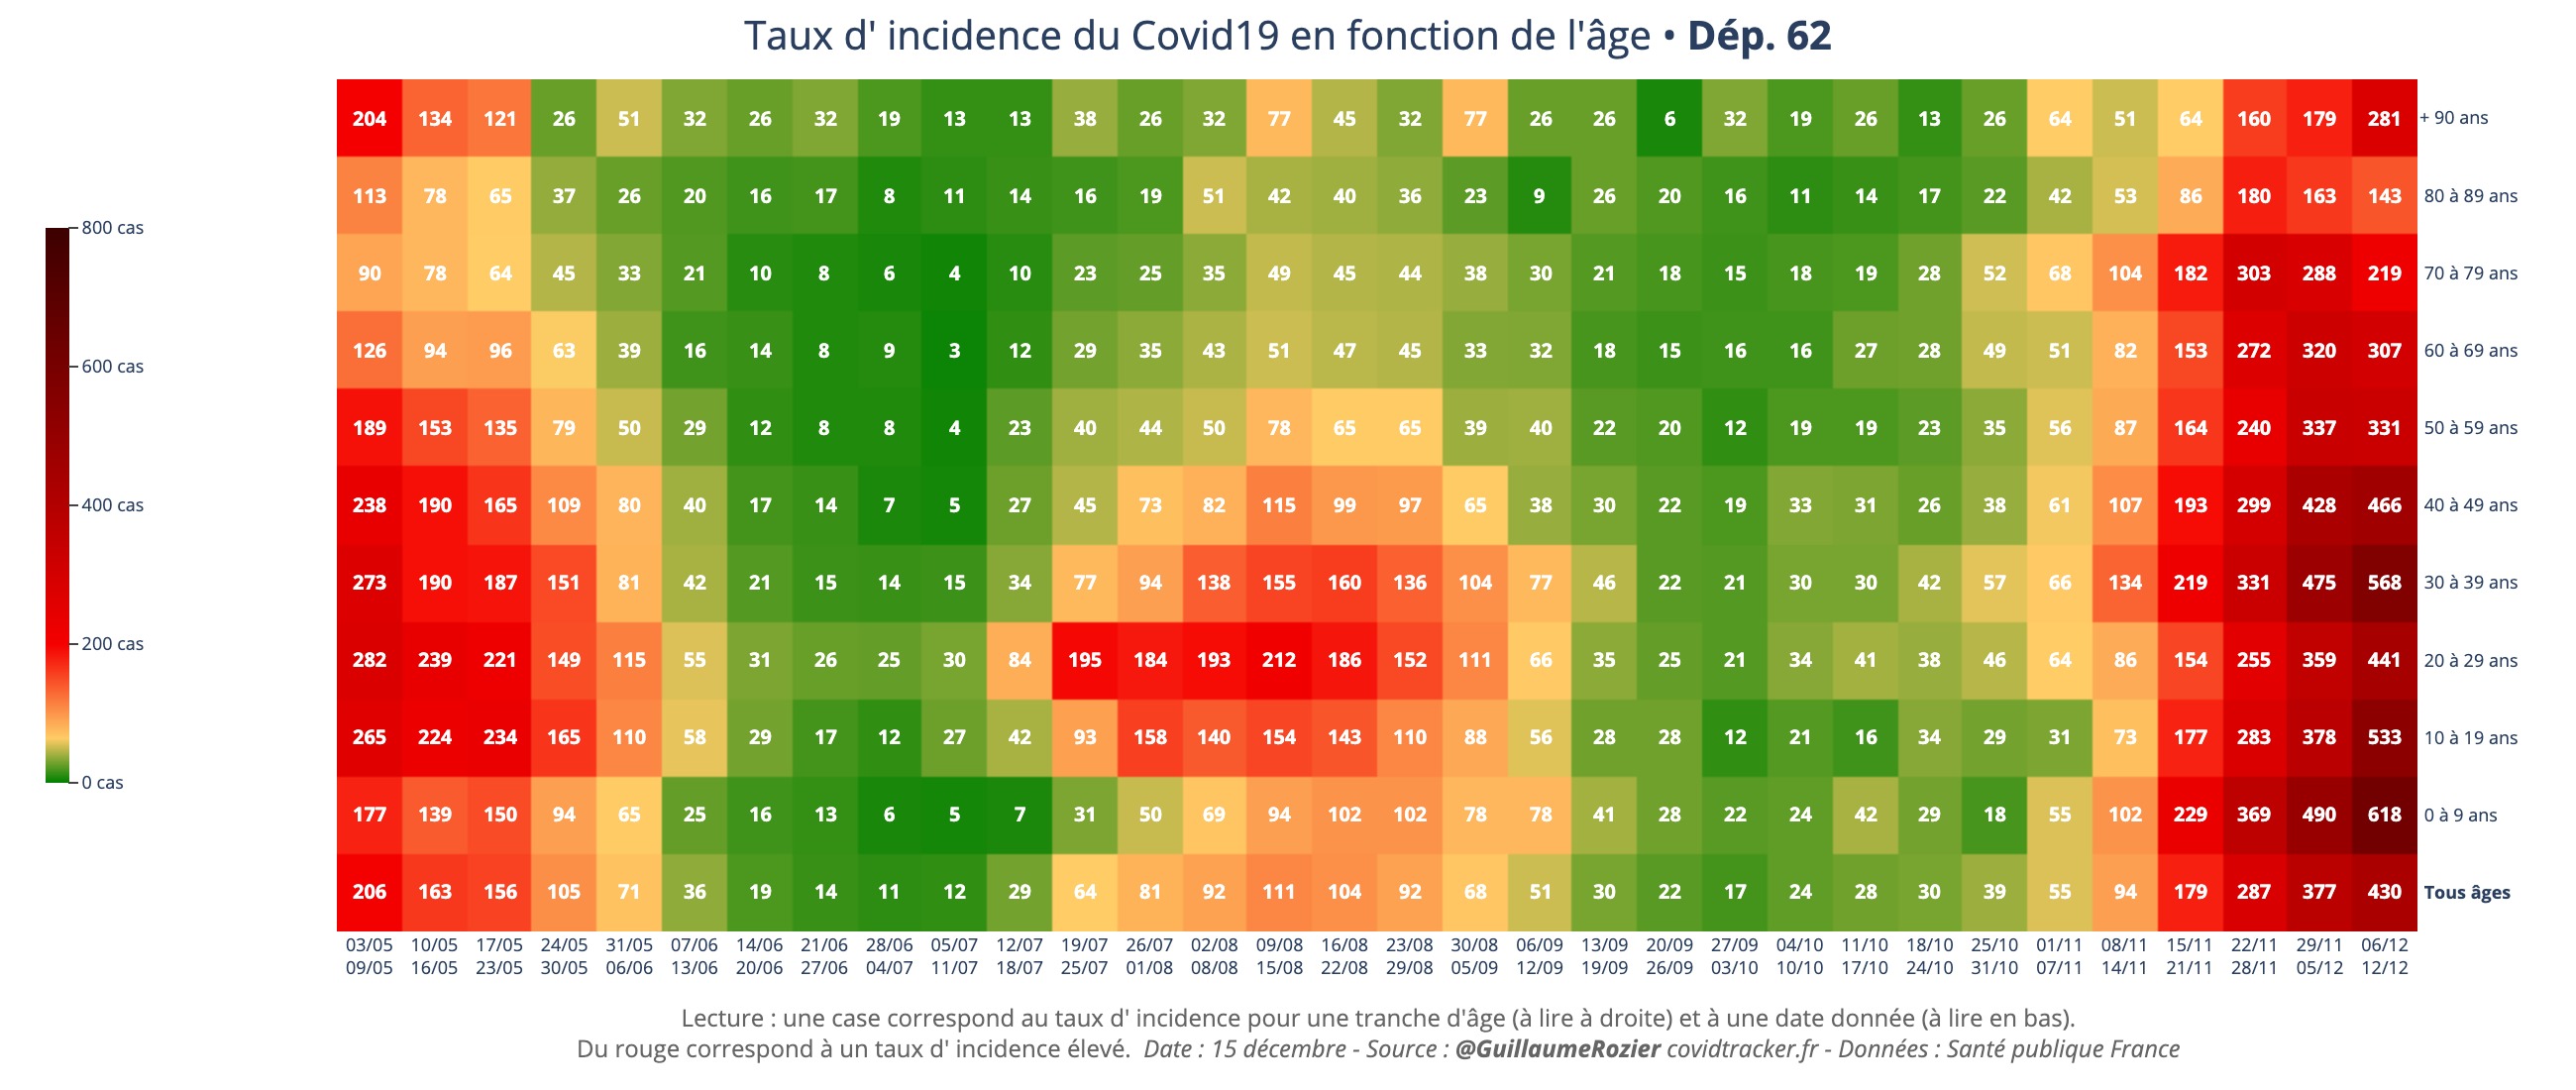 Taux d' incidence du Covid19 en fonction de l'âge • Dép. 62
800 cas
600 cas
400 cas
200 cas
0 cas
204 134 121 26 51 32 26 32 19 13 13 38 26 32 77 45 32 77 26 26 6 32 19 26 13 26 64 51 64 160 179 281 + 90 ans
113 78 65 37 26 20 16 17 8 11 14 16 19 51 42 40 36 23 9 26 20 16 11 14 17 22 42 53 86 180 163 143 80 à 89 ans
90 78 64 45 33 21 10 8 6 4 10 23 25 35 49 45 44 38 30 21 18 15 18 19 28 52 68 104 182 303 288 219 70 à 79 ans
126 94 96 63 39 16 14 8 9 3 12 29 35 43 51 47 45 33 32 18 15 16 16 27 28 49 51 82 153 272 320 307 60 à 69 ans
189 153 135 79 50 29 12 8 8 4 23 40 44 50 78 65 65 39 40 22 20 12 19 19 23 35 56 87 164 240 337 331 50 à 59 ans
238 190 165 109 80 40 17 14 7 5 27 45 73 82 115 99 97 65 38 30 22 19 33 31 26 38 61 107 193 299 428 466 40 à 49 ans
273 190 187 151 81 42 21 15 14 15 34 77 94 138 155 160 136 104 77 46 22 21 30 30 42 57 66 134 219 331 475 568 30 à 39 ans
282 239 221 149 115 55 31 26 25 30 84 195 184 193 212 186 152 111 66 35 25 21 34 41 38 46 64 86 154 255 359 441 20 à 29 ans
265 224 234 165 110 58 29 17 12 27 42 93 158 140 154 143 110 88 56 28 28 12 21 16 34 29 31 73 177 283 378 533 10 à 19 ans
177 139 150 94 65 25 16 13 6 5 7 31 50 69 94 102 102 78 78 41 28 22 24 42 29 18 55 102 229 369 490 618 0 à 9 ans
206 163 156 105 71 36 19 14 11 12 29 64 81 92 111 104 92 68 51 30 22 17 24 28 30 39 55 94 179 287 377 430 Tous âges
03/05 10/05 17/05 24/05 31/05 07/06 14/06 21/06 28/06 05/07 12/07 19/07 26/07 02/08 09/08 16/08 23/08 30/08 06/09 13/09 20/09 27/09 04/10 11/10 18/10 25/10 01/11 08/11 15/11 22/11 29/11 06/12
09/05 16/05 23/05 30/05 06/06 13/06 20/06 27/06 04/07 11/07 18/07 25/07 01/08 08/08 15/08 22/08 29/08 05/09 12/09 19/09 26/09 03/10 10/10 17/10 24/10 31/10 07/11 14/11 21/11 28/11 05/12 12/12
Lecture : une case correspond au taux d' incidence pour une tranche d'âge (à lire à droite) et à une date donnée (à lire en bas).
Du rouge correspond à un taux d' incidence élevé. Date : 15 décembre - Source : @GuillaumeRozier covidtracker.fr - Données : Santé publique France